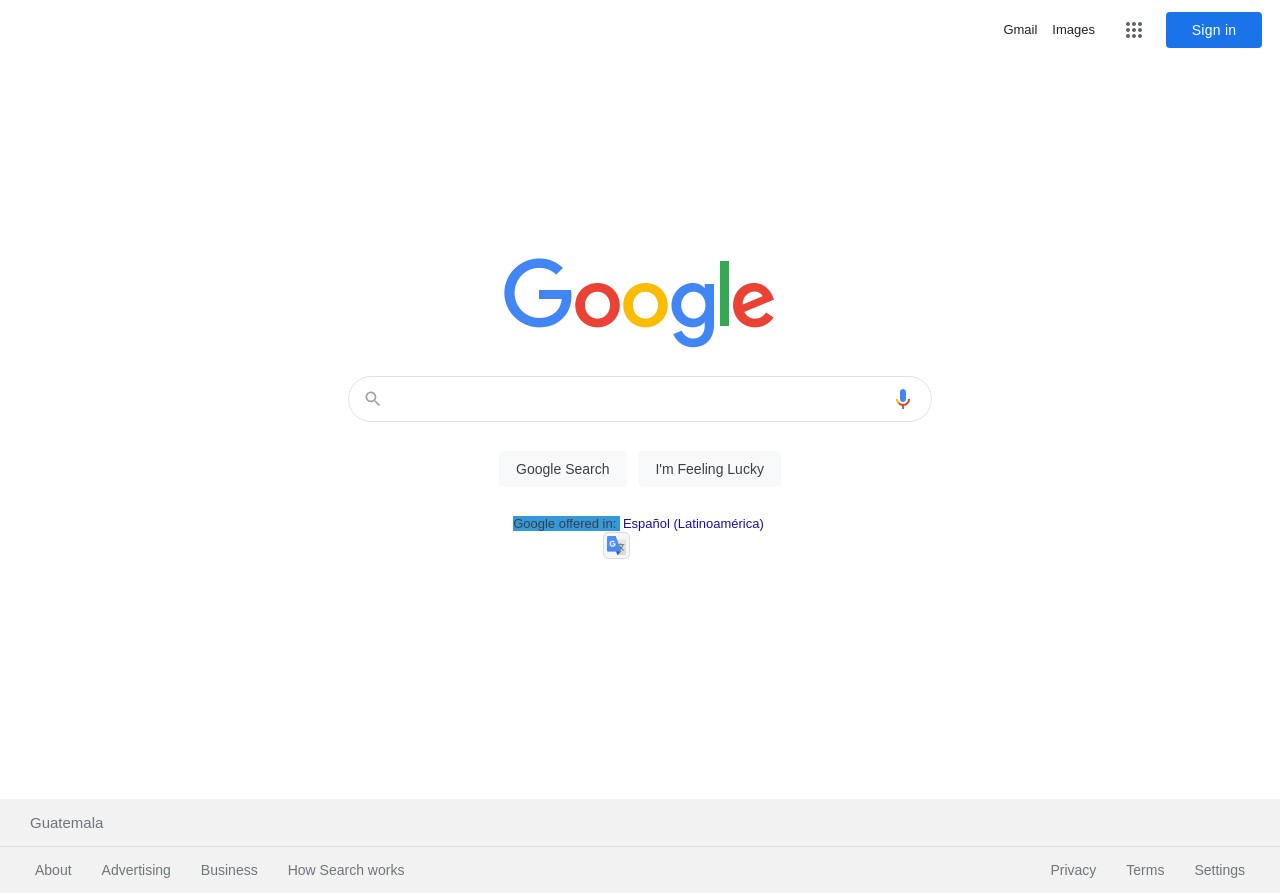 Gmail Images Sign in
Google
Google Search I'm Feeling Lucky
Google offered in: Español (Latinoamérica)
G
Guatemala
About Advertising Business How Search works Privacy Terms Settings